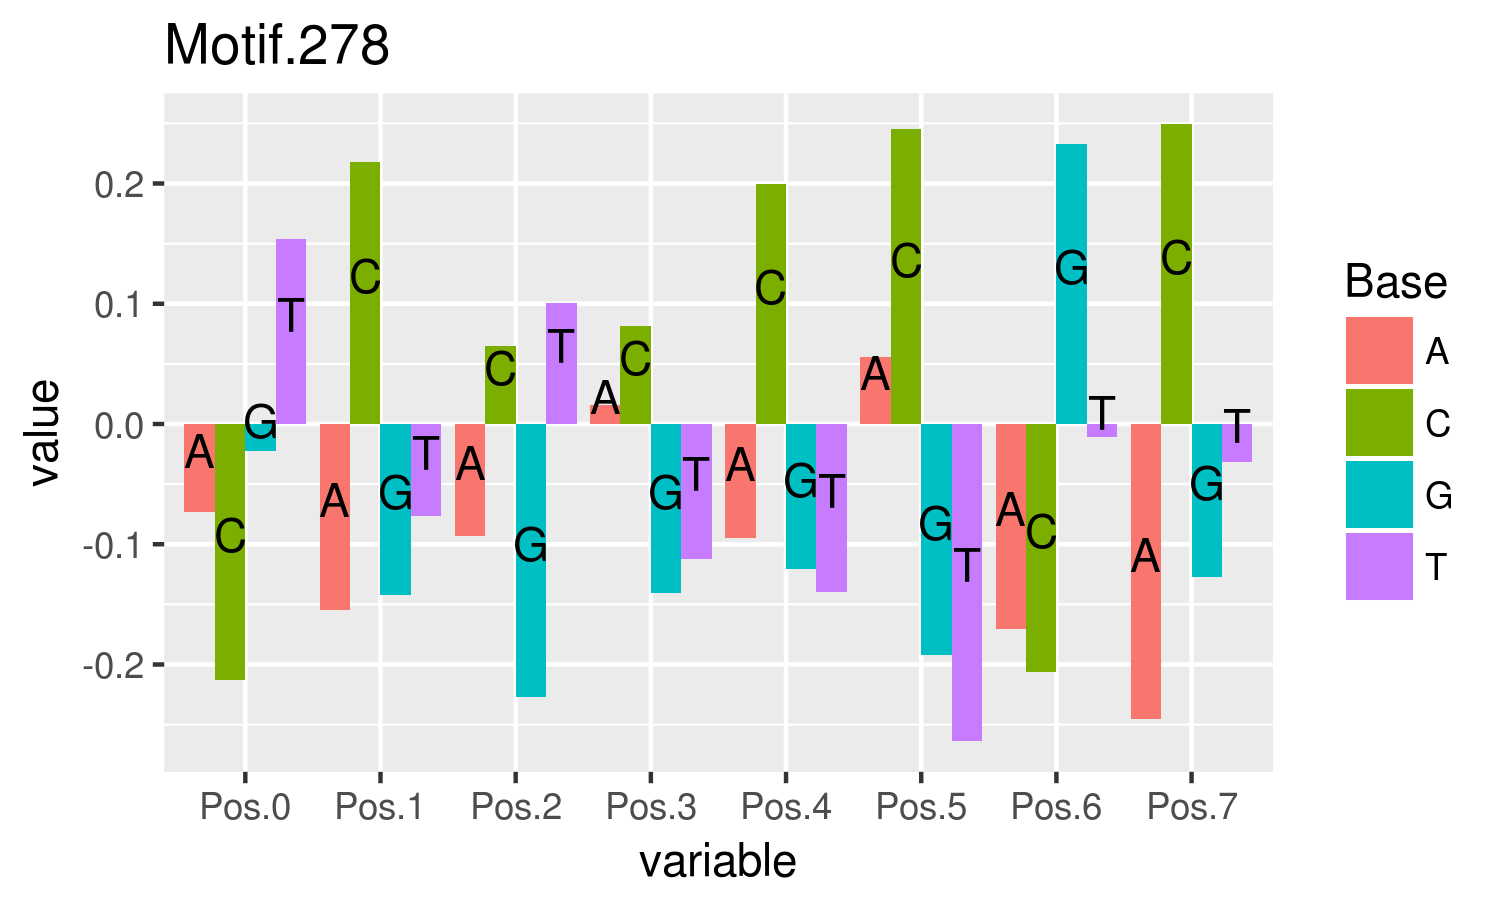 Motif.278
value
0.2
0.1
0.0
-0.1
-0.2
A C G T
A C G T
A C G T
A C G T
A C G T
A C G T
A C G T
A C G T
Pos.0 Pos.1 Pos.2 Pos.3 Pos.4 Pos.5 Pos.6 Pos.7
variable
Base
A
C
G
T